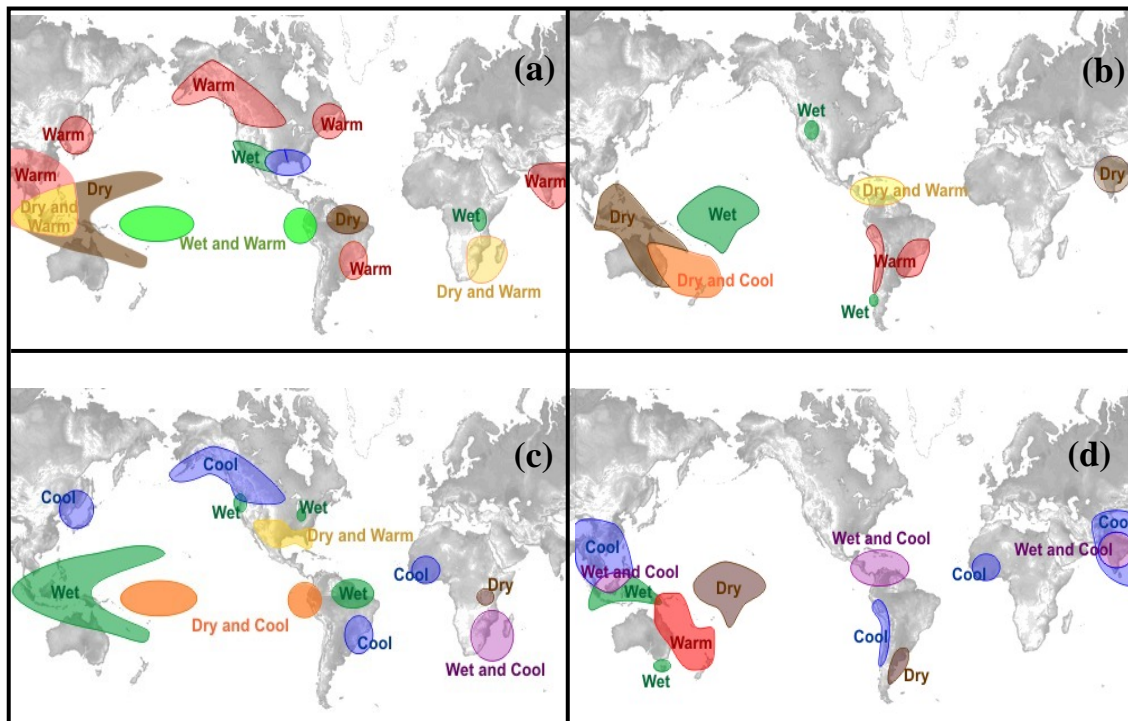 (a)
Warm
Warm
Warm
Wet
Warm
Dry
Warm
Dry and
Warm
Wet
Dry
Wet and Warm
Warm
Dry and Warm
(b)
Wet
Dry
Dry and Warm
Dry
Wet
Warm
Dry and Cool
Wet
(c)
Cool
Cool
Wet
Wet
Dry and Warm
Cool
Wet
Wet
Dry
Dry and Cool
Cool
Wet and Cool
(d)
Cool
Wet and Cool
Cool
Wet and Cool
Cool
Wet and Cool
Wet
Dry
Warm
Cool
Wet
Dry